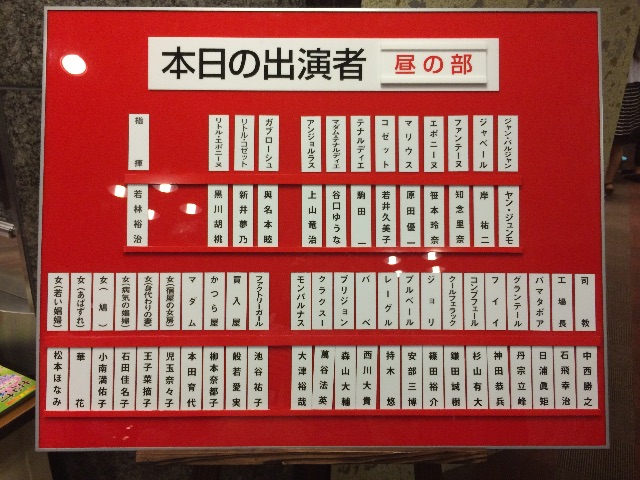 本日の出演者
昼の部
ジャン・バルジャン
ヤン・ジュンモ
ジャベール
岸 祐二
ファンテーヌ
知念里奈
エポニーヌ
笹本玲奈
マリウス
原田優一
コゼット
若井久美子
テナルディエ
駒田一
マダム・テナルディエ
谷口ゆうな
アンジョルラス
上山竜治
ガブローシュ
與名本睦
リトル・コゼット
新井夢乃
リトル・エポニーヌ
黒川胡桃
指揮
若林裕治
司教
中西勝之
工場長
石飛幸治
バマタボア
日浦眞矩
グランテール
丹宗立峰
フイイ
神田恭兵
コンブフェール
杉山有大
クールフェラック
鎌田誠樹
ジョリ
篠田裕介
プルベール
安部三博
レーグル
持木悠
バベ
西川大貴
ブリジョン
森山大輔
クラクスー
萬谷法英
モンパルナス
大津裕哉
ファクトリーガール
池谷祐子
買入屋
般若愛実
かつら屋
柳本奈都子
マダム
本田育代
女(宿屋の女房)
児玉奈々子
女(身代わりの妻)
王子菜摘子
女(病気の娼婦)
石田佳名子
女(鳩)
小南満佑子
女(あばずれ)
華花
女(若い娼婦)
松本ほなみ